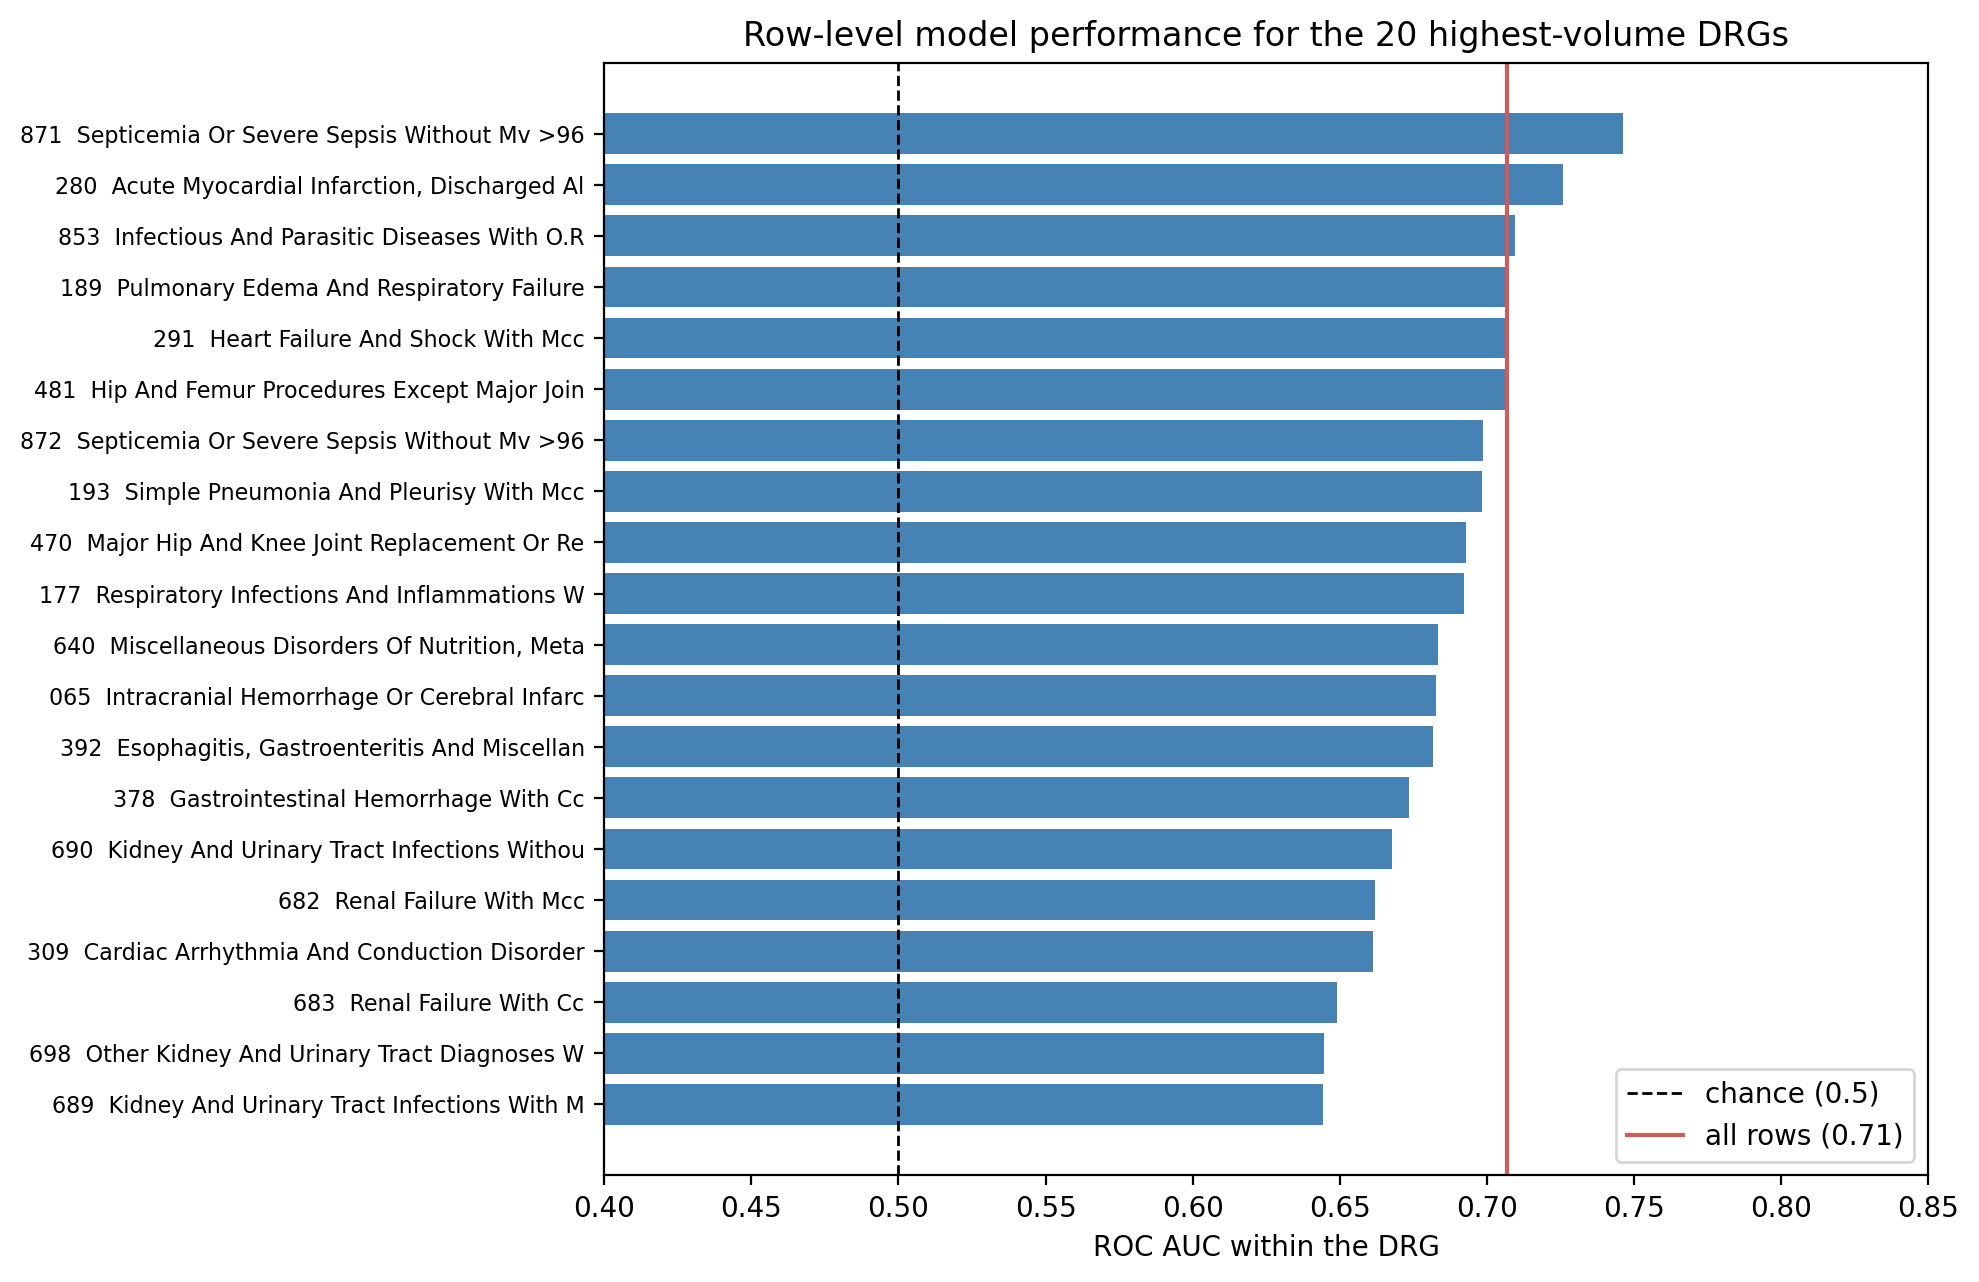 Row-level model performance for the 20 highest-volume DRGs
871  Septicemia Or Severe Sepsis Without Mv >96
280  Acute Myocardial Infarction, Discharged Al
853  Infectious And Parasitic Diseases With O.R
189  Pulmonary Edema And Respiratory Failure
291  Heart Failure And Shock With Mcc
481  Hip And Femur Procedures Except Major Join
872  Septicemia Or Severe Sepsis Without Mv >96
193  Simple Pneumonia And Pleurisy With Mcc
470  Major Hip And Knee Joint Replacement Or Re
177  Respiratory Infections And Inflammations W
640  Miscellaneous Disorders Of Nutrition, Meta
065  Intracranial Hemorrhage Or Cerebral Infarc
392  Esophagitis, Gastroenteritis And Miscellan
378  Gastrointestinal Hemorrhage With Cc
690  Kidney And Urinary Tract Infections Withou
682  Renal Failure With Mcc
309  Cardiac Arrhythmia And Conduction Disorder
683  Renal Failure With Cc
698  Other Kidney And Urinary Tract Diagnoses W
689  Kidney And Urinary Tract Infections With M
chance (0.5)
all rows (0.71)
0.40 0.45 0.50 0.55 0.60 0.65 0.70 0.75 0.80 0.85
ROC AUC within the DRG